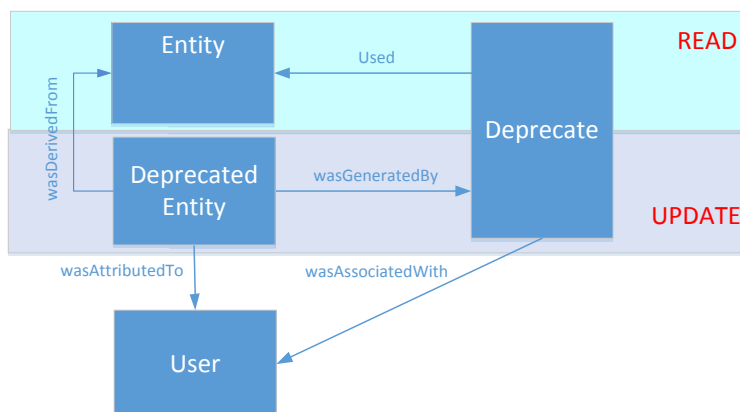 Entity
READ
Used
wasDerivedFrom
Deprecate
Deprecated
Entity
wasGeneratedBy
UPDATE
wasAttributedTo
wasAssociatedWith
User